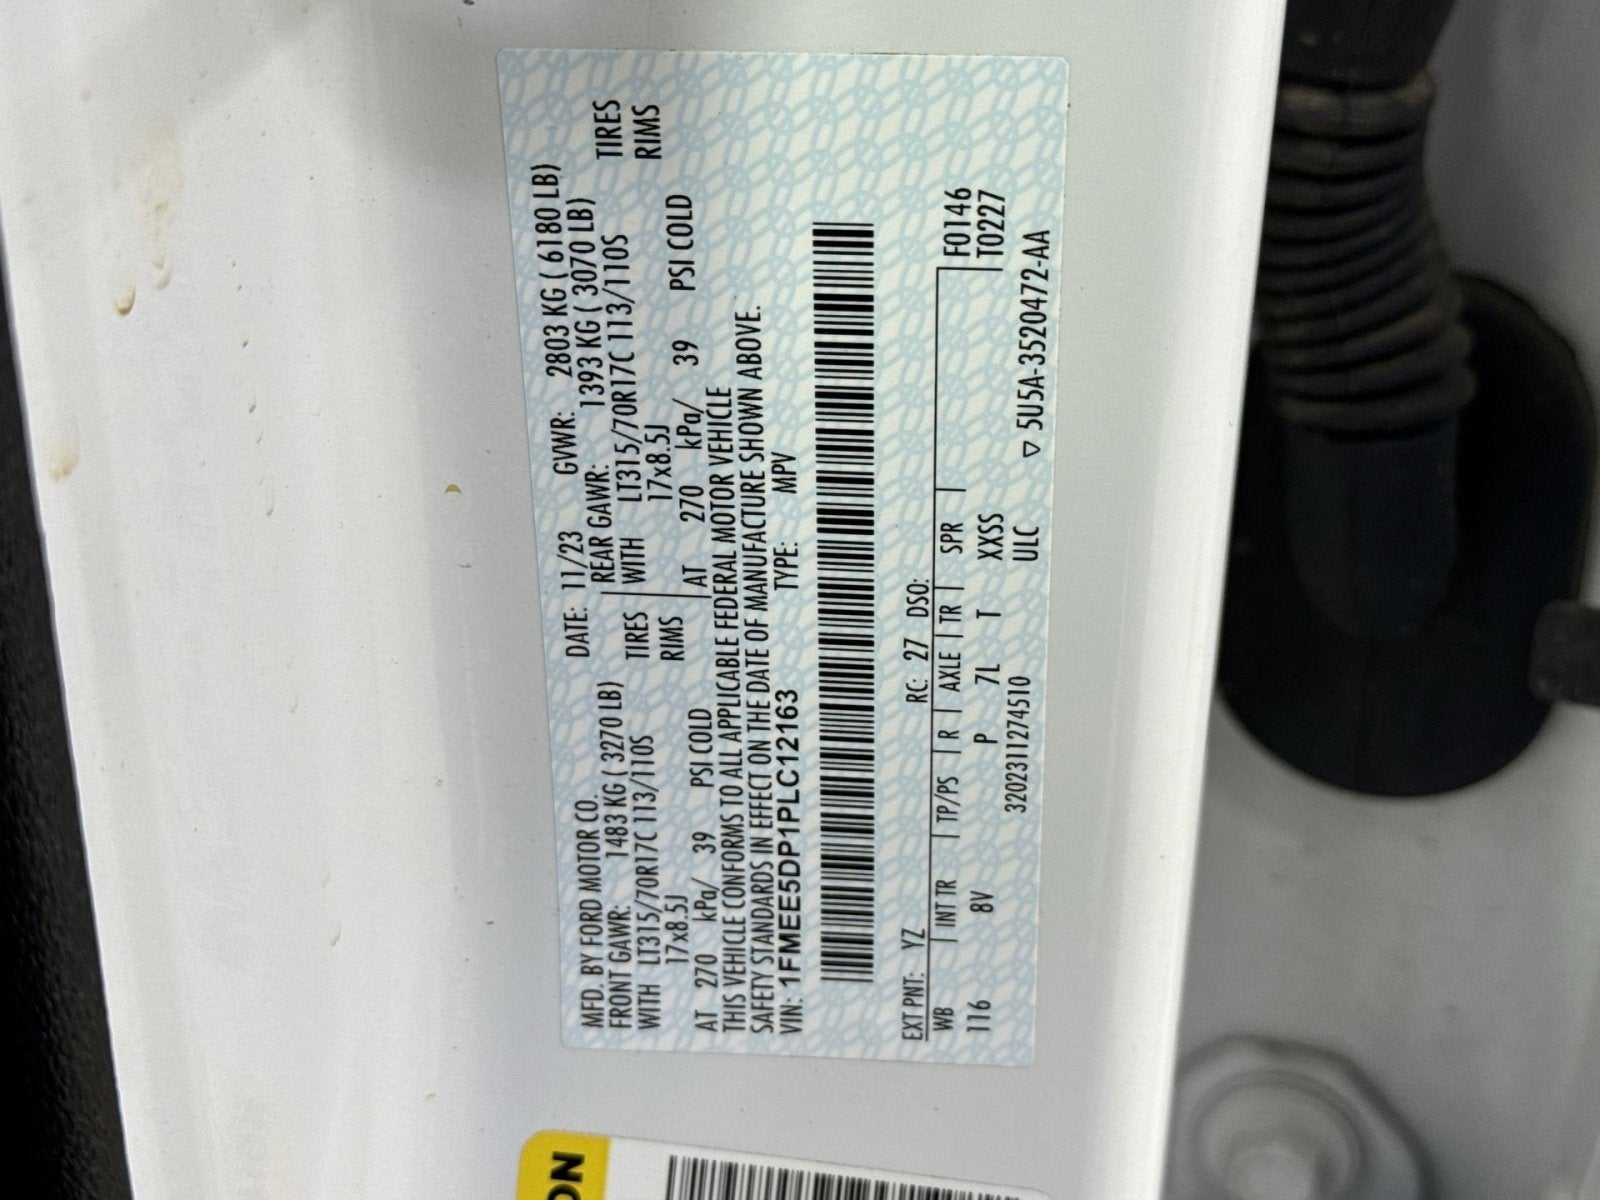 MFD. BY FORD MOTOR CO.
DATE: 11/23 GVWR: 2803 KG ( 6180 LB)
FRONT GAWR: 1483 KG ( 3270 LB)
REAR GAWR: 1393 KG ( 3070 LB)
WITH LT315/70R17C 113/110S TIRES
WITH LT315/70R17C 113/110S TIRES
17x8.5J RIMS
17x8.5J RIMS
AT 270 kPa/ 39 PSI COLD
AT 270 kPa/ 39 PSI COLD
THIS VEHICLE CONFORMS TO ALL APPLICABLE FEDERAL MOTOR VEHICLE
SAFETY STANDARDS IN EFFECT ON THE DATE OF MANUFACTURE SHOWN ABOVE.
VIN: 1FMEE5DP1PLC12163 TYPE: MPV
EXT PNT: YZ RC: 27 DSO: F0146
WB INT TR TP/PS R AXLE TR SPR T0227
116 8V P 7L T XXSS
320231127451 0 ULC ▽ 5U5A-3520472-AA
ON